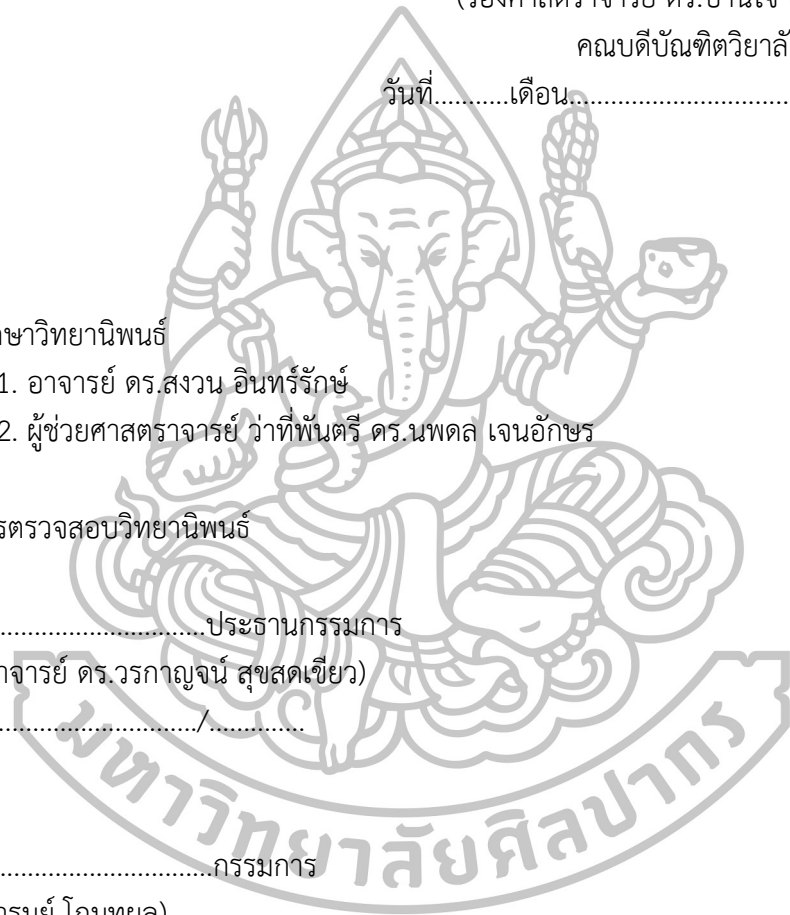 คณบดีบัณฑิตวิทยาลั
วันที่...........เดือน...............................
กษาวิทยานิพนธ์
1. อาจารย์ ดร.สงวน อินทร์รักษ์
2. ผู้ช่วยศาสตราจารย์ ว่าที่พันตรี ดร.นพดล เจนอักษร
รตรวจสอบวิทยานิพนธ์
..............................ประธานกรรมการ
าจารย์ ดร.วรกาญจน์ สุขสดเขียว)
............................/..............
...............................กรรมการ
มหาวิทยาลัยศิลปากร